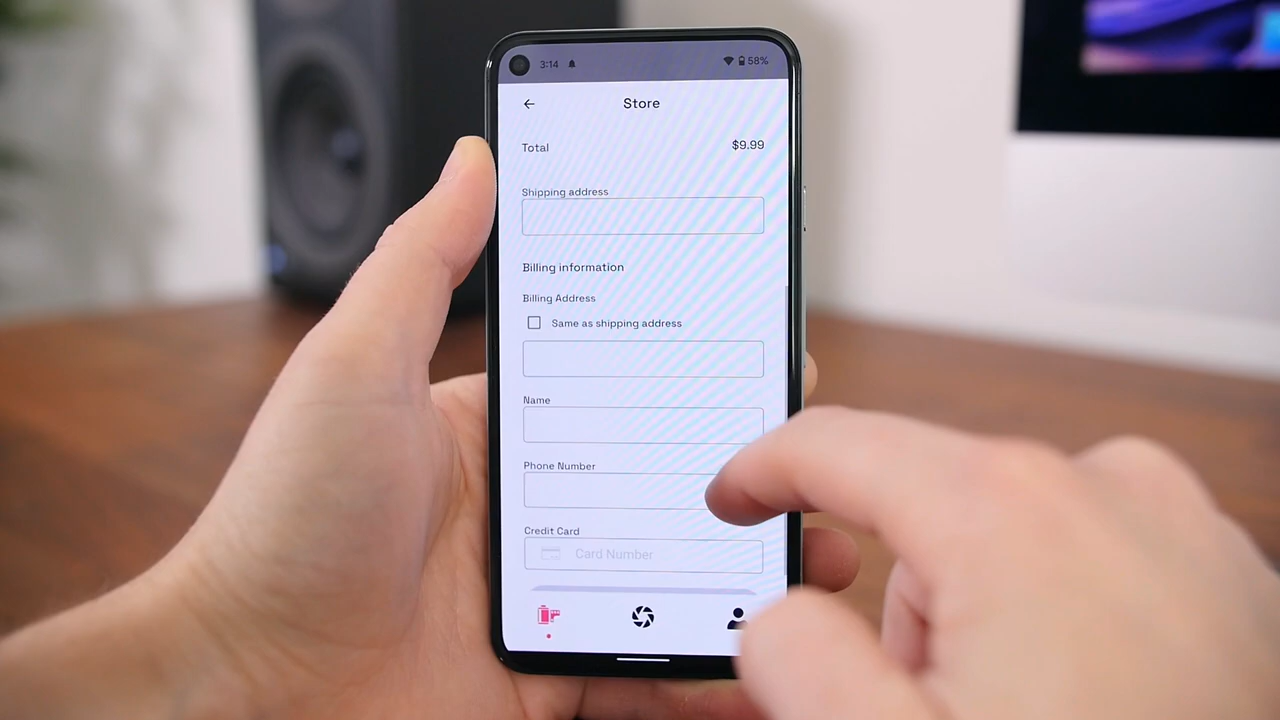 3:14 58%
Store
Total $9.99
Shipping address
Billing information
Billing Address
Same as shipping address
Name
Phone Number
Credit Card
Card Number